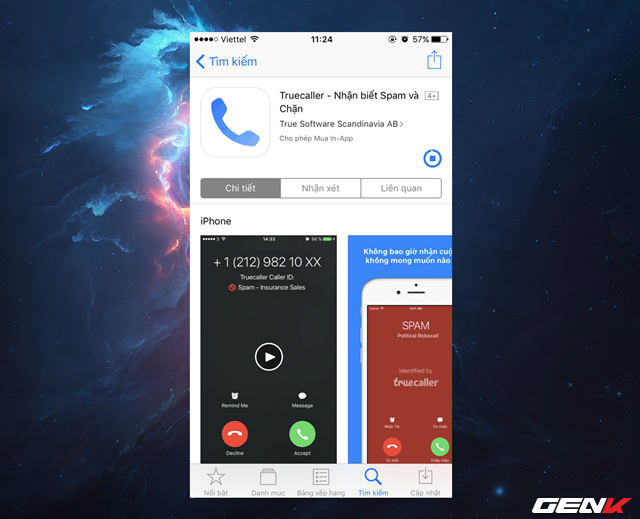 Viettel 11:24 57%
Tìm kiếm
Truecaller - Nhận biết Spam và 4+
Chặn
True Software Scandinavia AB >
Cho phép Mua In-App
Chi tiết Nhận xét Liên quan
iPhone
3 14:33 98 %
+ 1 (212) 982 10 XX
Truecaller Caller ID:
Spam - Insurance Sales
Remind Me Message
Decline Accept
Không bao giờ nhận cuộ
không mong muốn nào
SPAM
Political Robocall
Identified by
truecaller
Nhắc Tôi Tin nhắn
Từ chối Chấp nhận
Nổi bật Danh mục Bảng xếp hạng Tìm kiếm Cập nhật
GENK